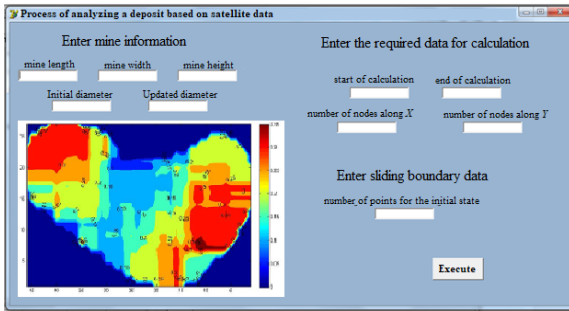 Process of analyzing a deposit based on satellite data
Enter mine information
mine length mine width mine height
Initial diameter Updated diameter
Enter the required data for calculation
start of calculation end of calculation
number of nodes along X number of nodes along Y
Enter sliding boundary data
number of points for the initial state
Execute